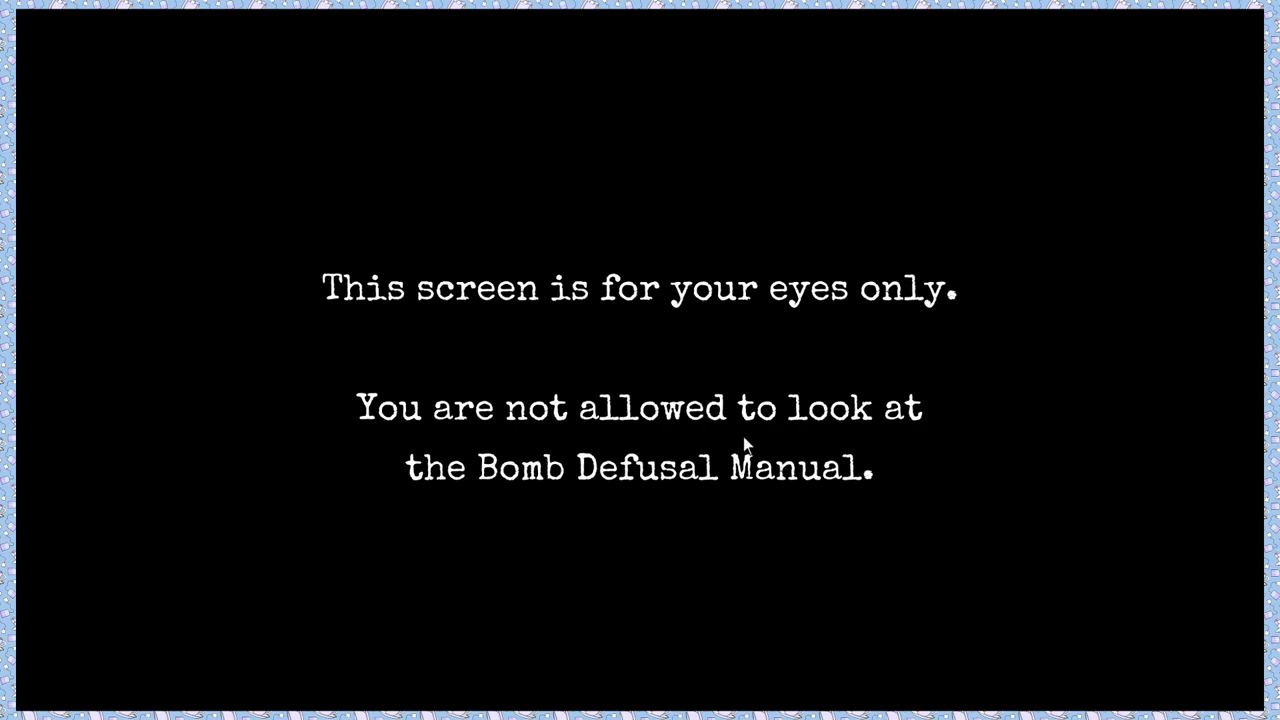 This screen is for your eyes only.
You are not allowed to look at
the Bomb Defusal Manual.